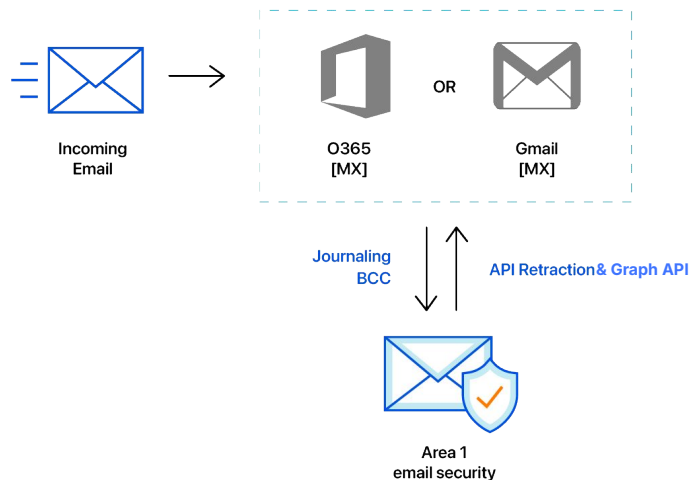 Incoming
Email
O365
[MX]
OR
Gmail
[MX]
Journaling
BCC
API Retraction& Graph API
Area 1
email security